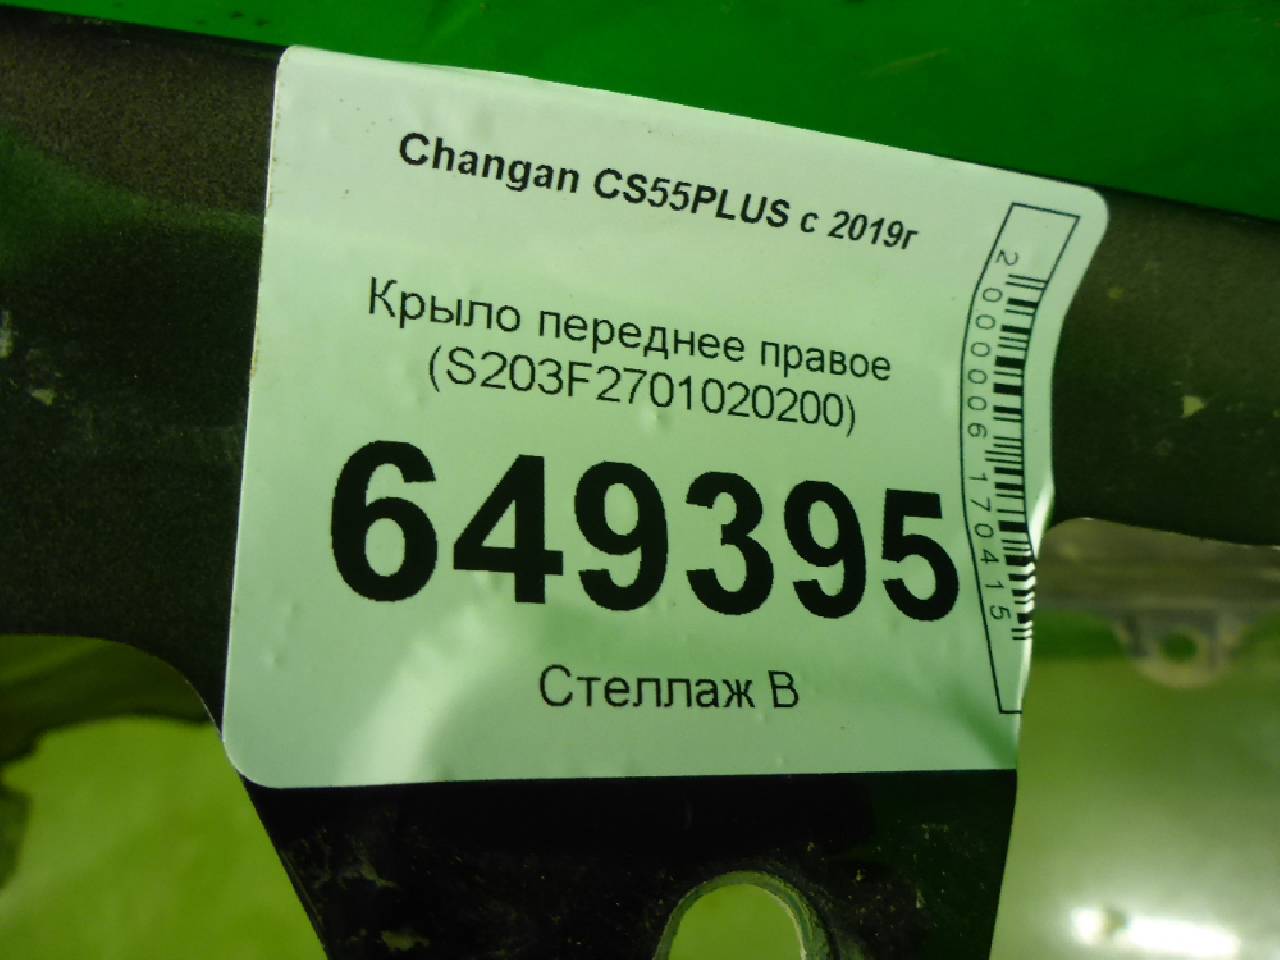 Changan CS55PLUS с 2019г
Крыло переднее правое
(S203F2701020200)
649395
Стеллаж В
2000006170415